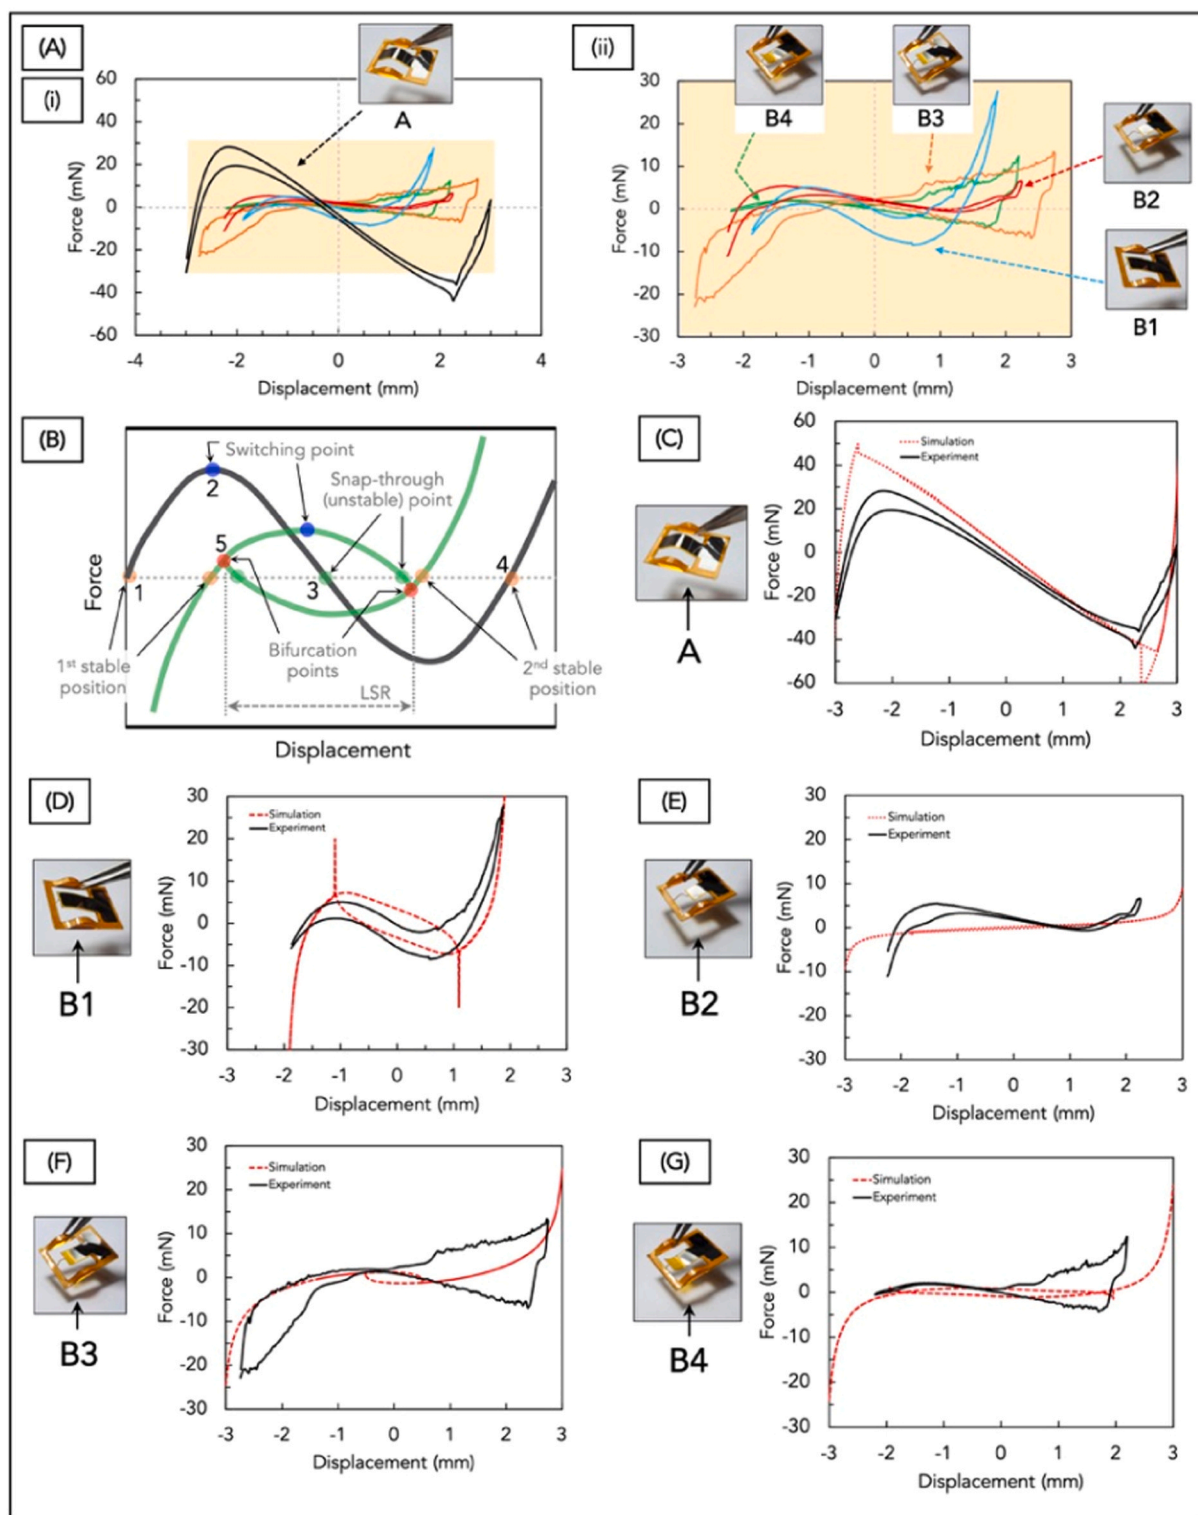 (A)
(i)
60
40
20
0
-20
-40
-60
Force (mN)
-4
-2
0
2
4
Displacement (mm)
A
(ii)
30
20
10
0
-10
-20
-30
Force (mN)
-3
-2
-1
0
1
2
3
Displacement (mm)
B4
B3
B2
B1
(B)
Switching point
2
Snap-through
(unstable) point
5
1
3
4
Force
1st stable
position
Bifurcation
points
2nd stable
position
LSR
Displacement
(C)
A
60
40
20
0
-20
-40
-60
Force (mN)
Simulation
Experiment
-3
-2
-1
0
1
2
3
Displacement (mm)
(D)
B1
30
20
10
0
-10
-20
-30
Force (mN)
Simulation
Experiment
-3
-2
-1
0
1
2
3
Displacement (mm)
(E)
B2
30
20
10
0
-10
-20
-30
Force (mN)
Simulation
Experiment
-3
-2
-1
0
1
2
3
Displacement (mm)
(F)
B3
30
20
10
0
-10
-20
-30
Force (mN)
Simulation
Experiment
-3
-2
-1
0
1
2
3
Displacement (mm)
(G)
B4
30
20
10
0
-10
-20
-30
Force (mN)
Simulation
Experiment
-3
-2
-1
0
1
2
3
Displacement (mm)